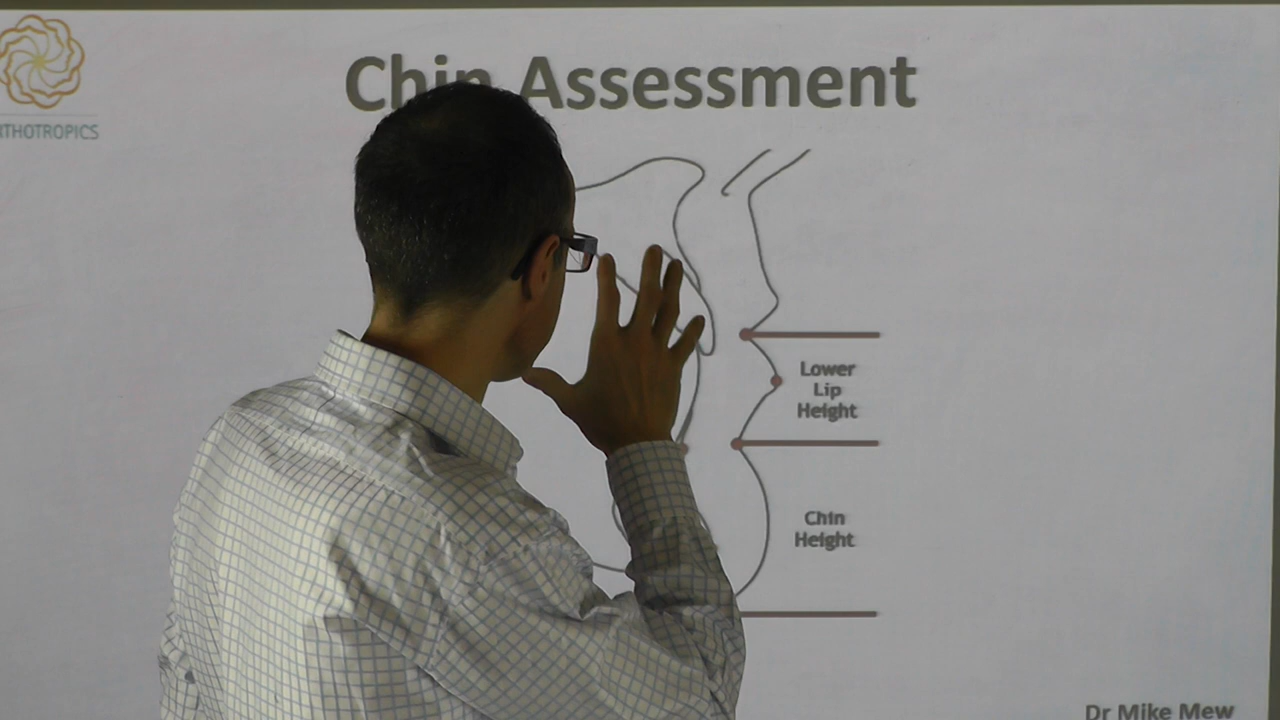 Chin Assessment
RTHOTROPICS
Lower
Lip
Height
Chin
Height
Dr Mike Mew